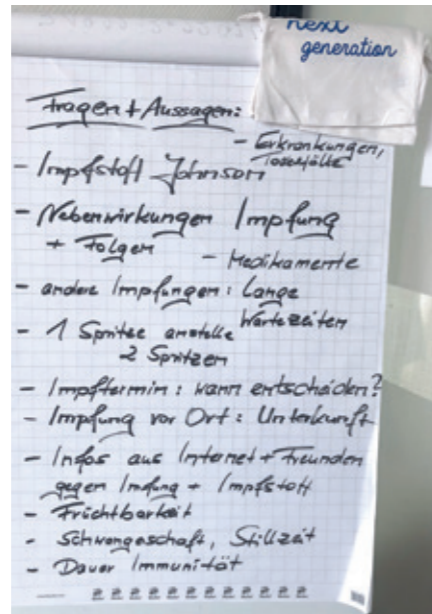 next
generation
Fragen + Aussagen:
- Erkrankungen,
Todesfälle
- Impfstoff Johnson
- Nebenwirkungen Impfung
+ Folgen
- Medikamente
- andere Impfungen: Lange
Wartezeiten
- 1 Spritze anstelle
2 Spritzen
- Impftermin: wann entscheiden?
- Impfung vor Ort: Unterkunft
- Infos aus Internet + Freunden
gegen Impfung + Impfstoff
- Früchtbarkeit
- Schwangeschaft, Stillzeit
- Dauer Immunität